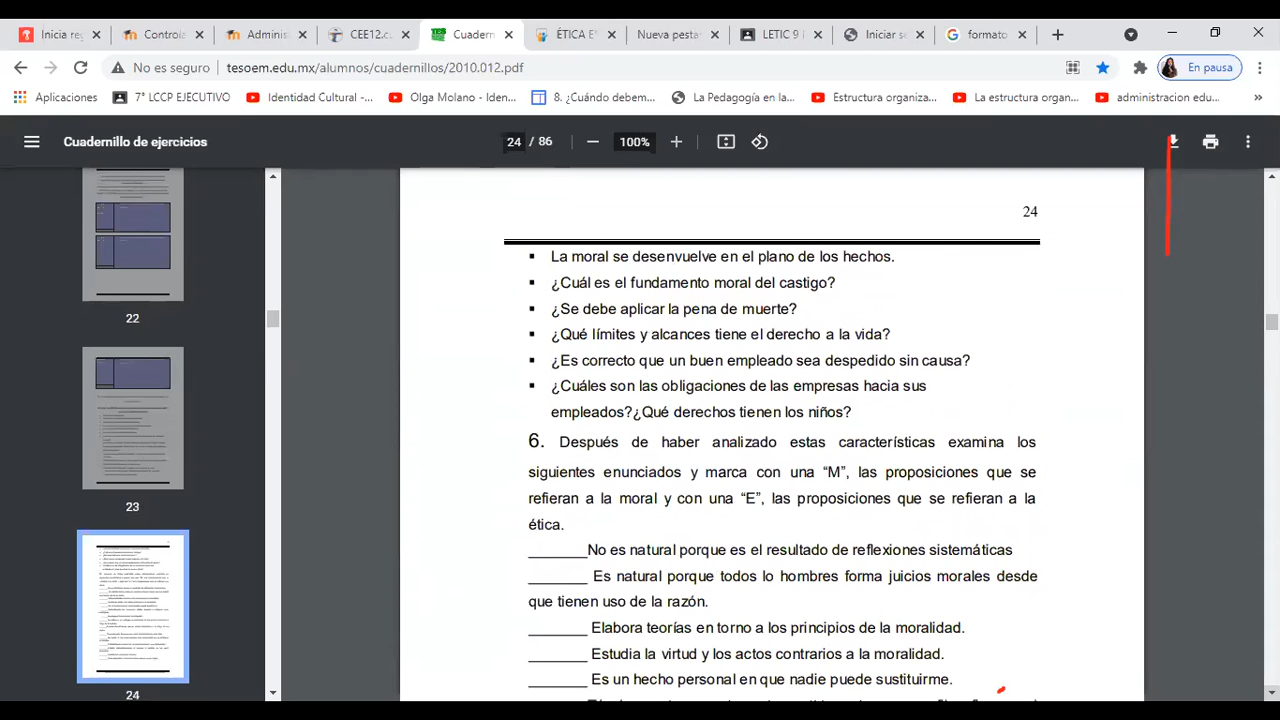 Inicia re
Controla
Administ
CEE12.c
Cuadern
ÉTICA E
Nueva pesta
LETIC 9
Iniciar se
formato
No es seguro
tesoem.edu.mx/alumnos/cuadernillos/2010.012.pdf
En pausa
Aplicaciones
7° LCCP EJECUTIVO
Identidad Cultural -...
Olga Molano - Iden...
8. ¿Cuándo debem...
La Pedagogía en la...
Estructura organiza...
La estructura organ...
administracion edu...
Cuadernillo de ejercicios
24 / 86
100%
22
23
24
24
▪ La moral se desenvuelve en el plano de los hechos.
▪ ¿Cuál es el fundamento moral del castigo?
▪ ¿Se debe aplicar la pena de muerte?
▪ ¿Qué límites y alcances tiene el derecho a la vida?
▪ ¿Es correcto que un buen empleado sea despedido sin causa?
▪ ¿Cuáles son las obligaciones de las empresas hacia sus
empleados?¿Qué derechos tienen los niños?
6. Después de haber analizado estas características examina los
siguientes enunciados y marca con una “M”, las proposiciones que se
refieran a la moral y con una “E”, las proposiciones que se refieran a la
ética.
_______No es natural porque es el resultado de reflexiones sistemáticas
_______ Es natural porque todos lo hombres forma juicios morales desde
que tienen uso de la razón.
_______ Elabora teorías en torno a los principios de la moralidad.
_______ Estudia la virtud y los actos contrarios a la moralidad.
_______ Es un hecho personal en que nadie puede sustituirme.